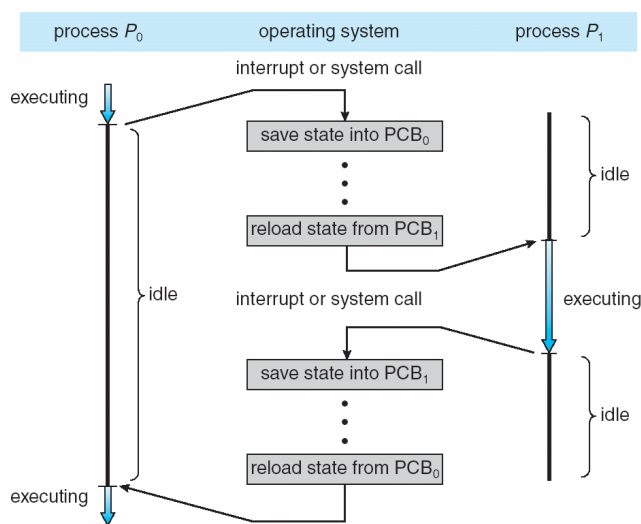 process P₀ operating system process P₁
interrupt or system call
executing
save state into PCB₀
idle
reload state from PCB₁
idle
interrupt or system call
executing
save state into PCB₁
idle
reload state from PCB₀
executing